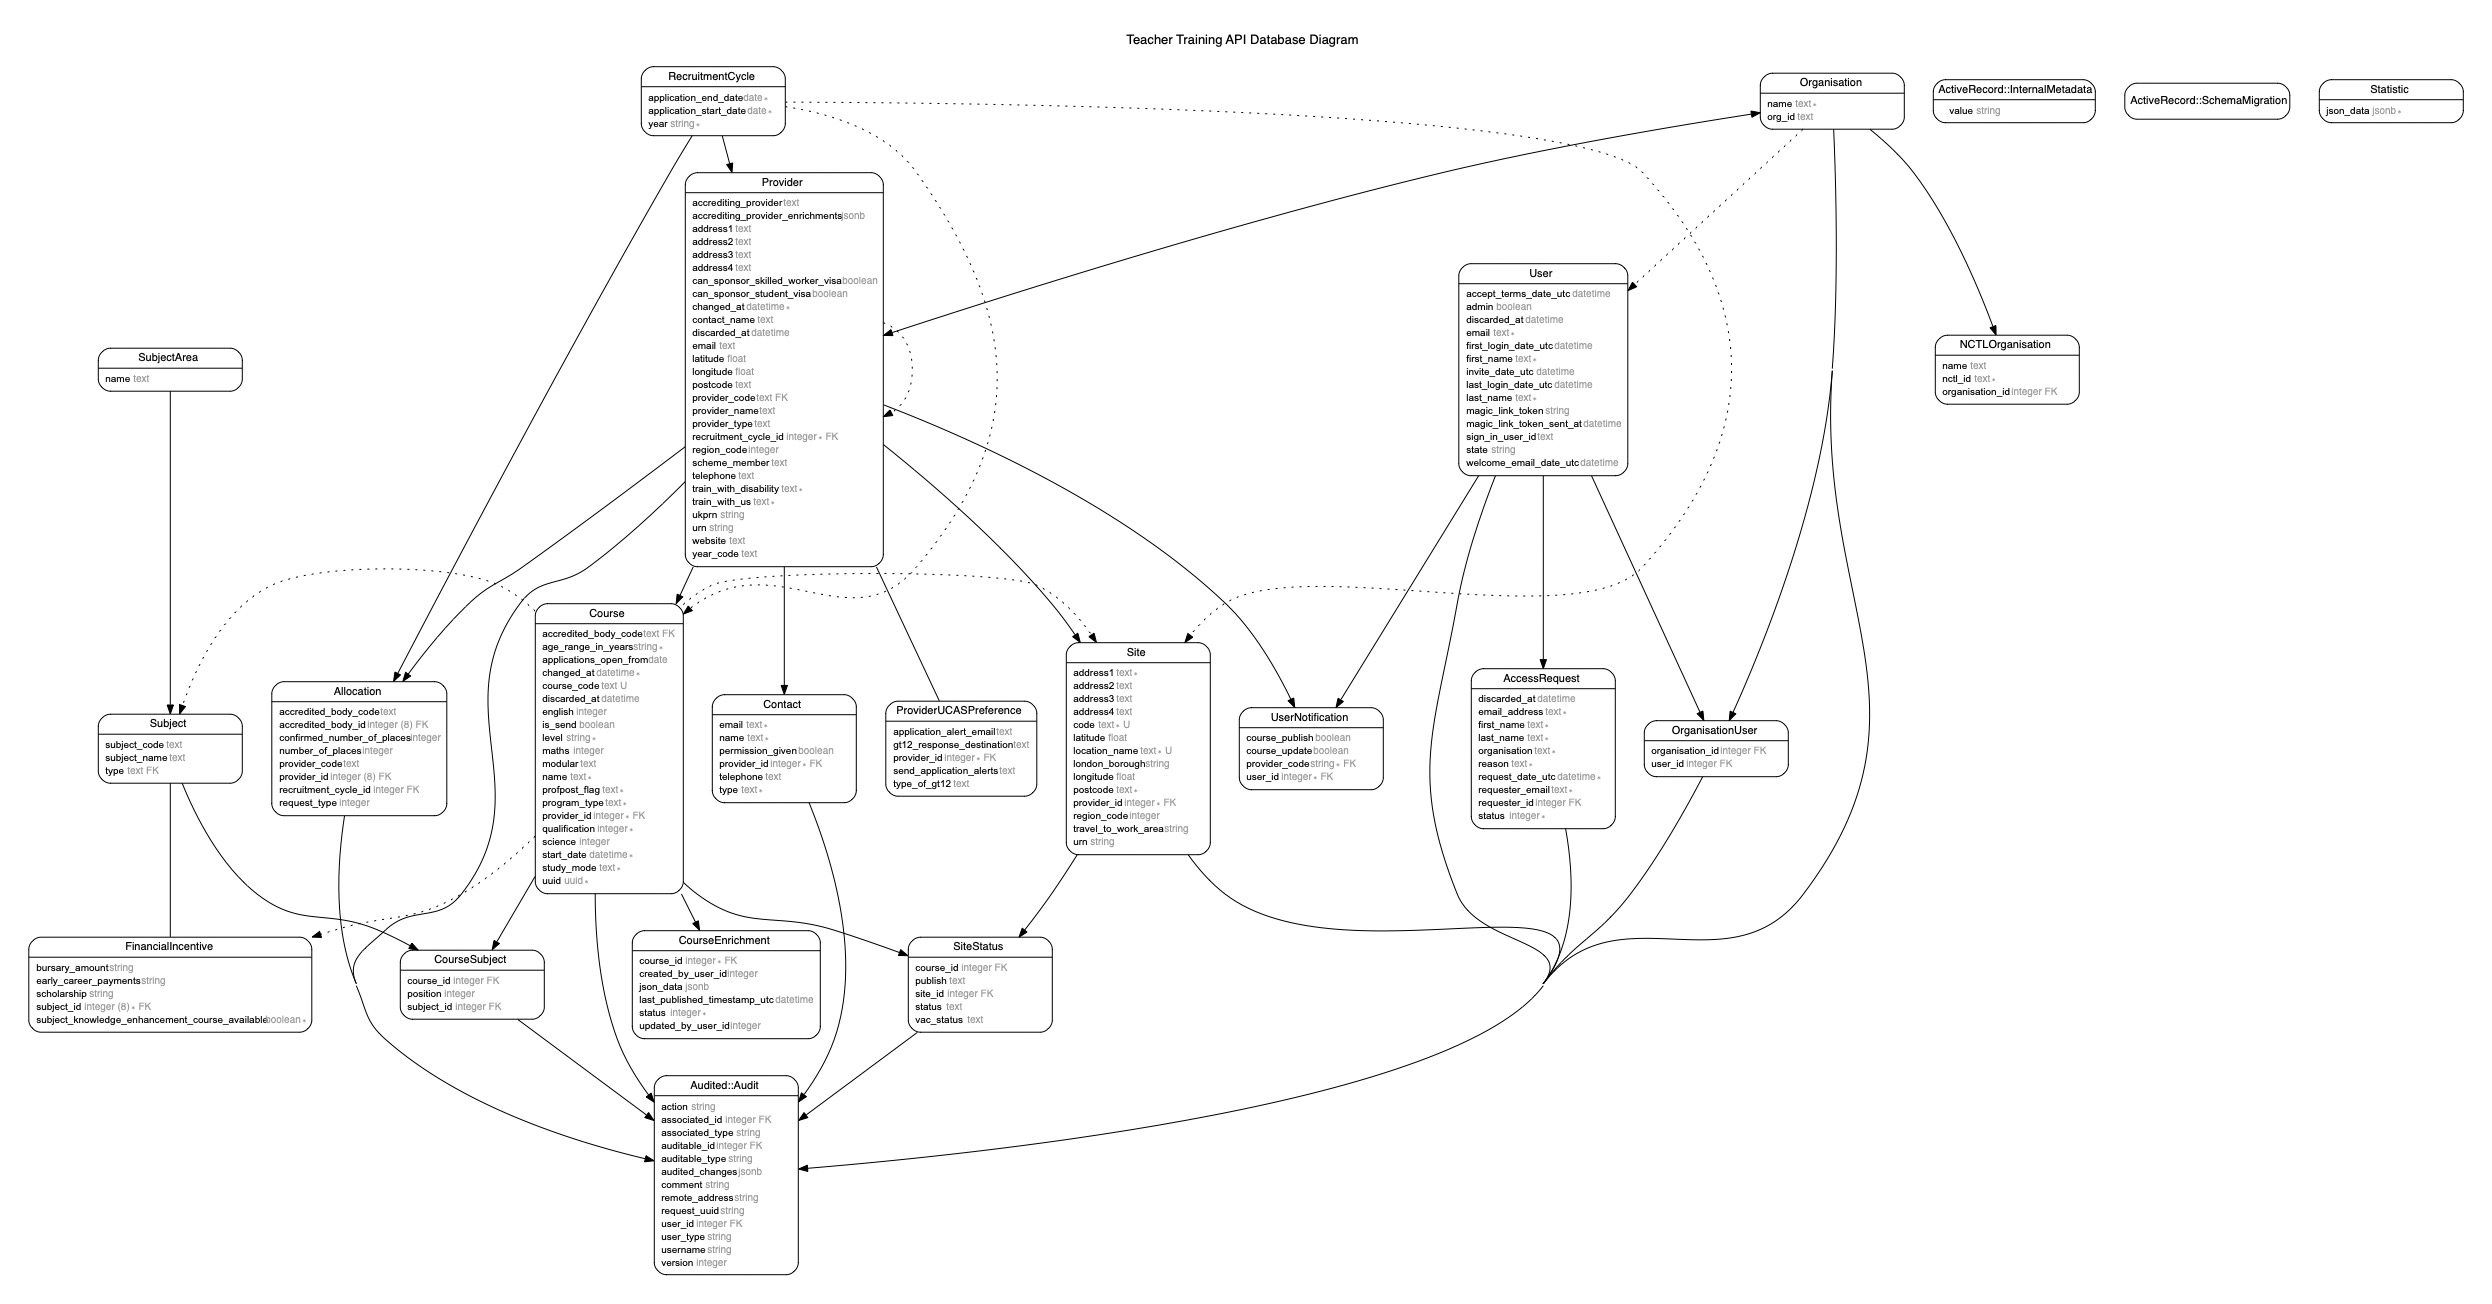 Teacher Training API Database Diagram
RecruitmentCycle
application_end_date date ∗
application_start_date date ∗
year string ∗
Organisation
name text ∗
org_id text
ActiveRecord::InternalMetadata
value string
ActiveRecord::SchemaMigration
Statistic
json_data jsonb ∗
Provider
accrediting_provider text
accrediting_provider_enrichments jsonb
address1 text
address2 text
address3 text
address4 text
can_sponsor_skilled_worker_visa boolean
can_sponsor_student_visa boolean
changed_at datetime ∗
contact_name text
discarded_at datetime
email text
latitude float
longitude float
postcode text
provider_code text FK
provider_name text
provider_type text
recruitment_cycle_id integer ∗ FK
region_code integer
scheme_member text
telephone text
train_with_disability text ∗
train_with_us text ∗
ukprn string
urn string
website text
year_code text
User
accept_terms_date_utc datetime
admin boolean
discarded_at datetime
email text ∗
first_login_date_utc datetime
first_name text ∗
invite_date_utc datetime
last_login_date_utc datetime
last_name text ∗
magic_link_token string
magic_link_token_sent_at datetime
sign_in_user_id text
state string
welcome_email_date_utc datetime
NCTLOrganisation
name text
nctl_id text ∗
organisation_id integer FK
SubjectArea
name text
Subject
subject_code text
subject_name text
type text FK
Allocation
accredited_body_code text
accredited_body_id integer (8) FK
confirmed_number_of_places integer
number_of_places integer
provider_code text
provider_id integer (8) FK
recruitment_cycle_id integer FK
request_type integer
Course
accredited_body_code text FK
age_range_in_years string ∗
applications_open_from date
changed_at datetime ∗
course_code text U
discarded_at datetime
english integer
is_send boolean
level string ∗
maths integer
modular text
name text ∗
profpost_flag text ∗
program_type text ∗
provider_id integer ∗ FK
qualification integer ∗
science integer
start_date datetime ∗
study_mode text ∗
uuid uuid ∗
Contact
email text ∗
name text ∗
permission_given boolean
provider_id integer ∗ FK
telephone text
type text ∗
ProviderUCASPreference
application_alert_email text
gt12_response_destination text
provider_id integer ∗ FK
send_application_alerts text
type_of_gt12 text
Site
address1 text ∗
address2 text
address3 text
address4 text
code text ∗ U
latitude float
location_name text ∗ U
london_borough string
longitude float
postcode text ∗
provider_id integer ∗ FK
region_code integer
travel_to_work_area string
urn string
UserNotification
course_publish boolean
course_update boolean
provider_code string ∗ FK
user_id integer ∗ FK
AccessRequest
discarded_at datetime
email_address text ∗
first_name text ∗
last_name text ∗
organisation text ∗
reason text ∗
request_date_utc datetime ∗
requester_email text ∗
requester_id integer FK
status integer ∗
OrganisationUser
organisation_id integer FK
user_id integer FK
FinancialIncentive
bursary_amount string
early_career_payments string
scholarship string
subject_id integer (8) ∗ FK
subject_knowledge_enhancement_course_available boolean ∗
CourseSubject
course_id integer FK
position integer
subject_id integer FK
CourseEnrichment
course_id integer ∗ FK
created_by_user_id integer
json_data jsonb
last_published_timestamp_utc datetime
status integer ∗
updated_by_user_id integer
SiteStatus
course_id integer FK
publish text
site_id integer FK
status text
vac_status text
Audited::Audit
action string
associated_id integer FK
associated_type string
auditable_id integer FK
auditable_type string
audited_changes jsonb
comment string
remote_address string
request_uuid string
user_id integer FK
user_type string
username string
version integer